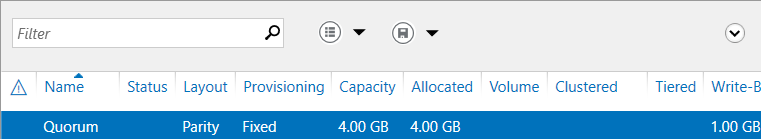 Filter
Name Status Layout Provisioning Capacity Allocated Volume Clustered Tiered Write-B
Quorum Parity Fixed 4.00 GB 4.00 GB 1.00 GB